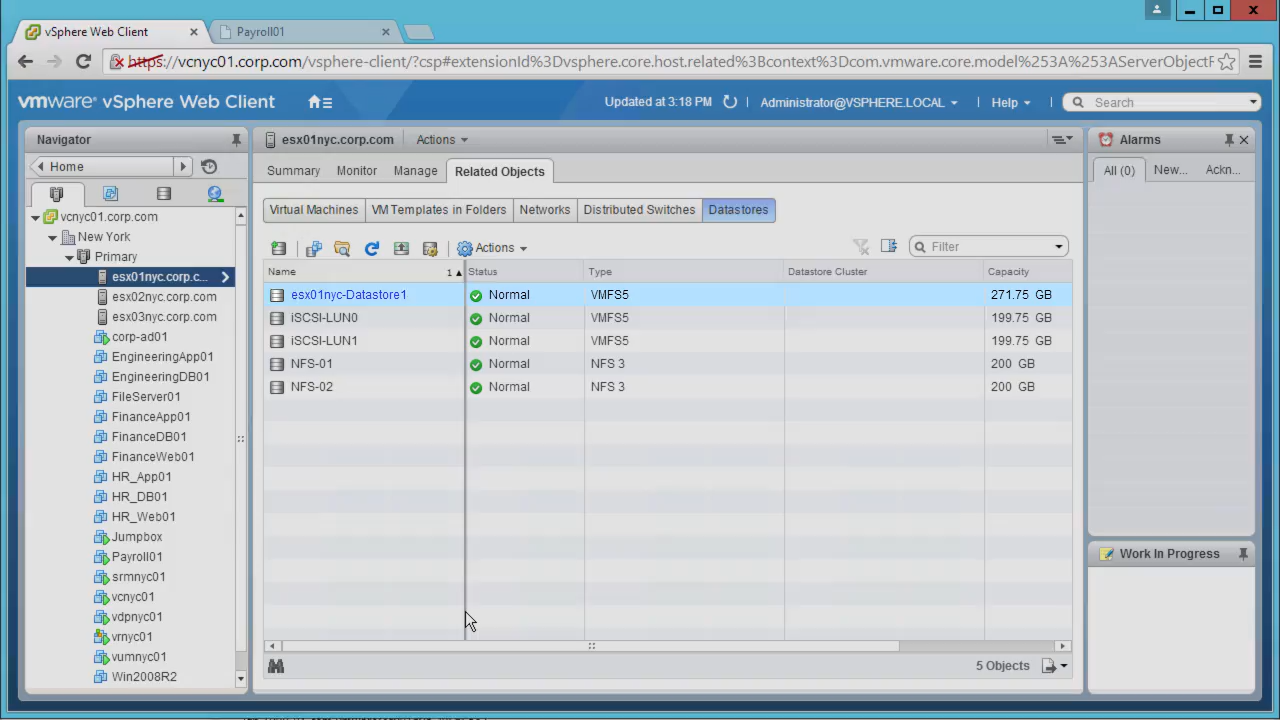 vSphere Web Client
Payroll01
https://vcnyc01.corp.com/vsphere-client/?csp#extensionId%3Dvsphere.core.host.related%3Bcontext%3Dcom.vmware.core.model%253A%253AServerObjectF
vmware® vSphere Web Client
Updated at 3:18 PM
Administrator@VSPHERE.LOCAL
Help
Search
Navigator
Home
vcnyc01.corp.com
New York
Primary
esx01nyc.corp.c...
esx02nyc.corp.com
esx03nyc.corp.com
corp-ad01
EngineeringApp01
EngineeringDB01
FileServer01
FinanceApp01
FinanceDB01
FinanceWeb01
HR_App01
HR_DB01
HR_Web01
Jumpbox
Payroll01
srmnyc01
vcnyc01
vdpnyc01
vrnyc01
vumnyc01
Win2008R2
esx01nyc.corp.com Actions
Summary Monitor Manage Related Objects
Virtual Machines VM Templates in Folders Networks Distributed Switches Datastores
Actions
Filter
Name 1 Status Type Datastore Cluster Capacity
esx01nyc-Datastore1 Normal VMFS5 271.75 GB
iSCSI-LUN0 Normal VMFS5 199.75 GB
iSCSI-LUN1 Normal VMFS5 199.75 GB
NFS-01 Normal NFS 3 200 GB
NFS-02 Normal NFS 3 200 GB
5 Objects
Alarms
All (0) New... Ackn...
Work In Progress